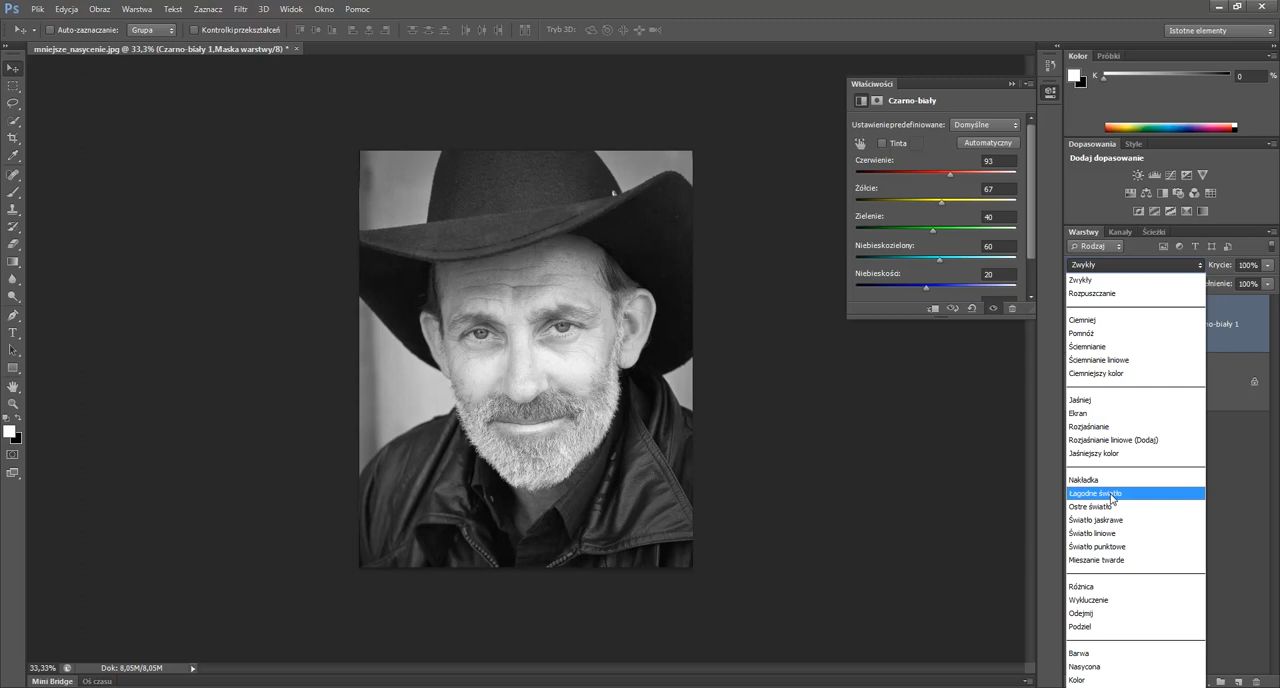 Ps Plik Edycja Obraz Warstwa Tekst Zaznacz Filtr 3D Widok Okno Pomoc
Auto-zaznaczanie: Grupa Kontrolki przekształceń Tryb 3D: Istotne elementy
mniejsze_nasycenie.jpg @ 33,3% (Czarno-biały 1,Maska warstwy/8) * ×
Kolor Próbki
K 0 %
Właściwości
Czarno-biały
Ustawienie predefiniowane: Domyślne
Tinta Automatyczny
Czerwienie: 93
Żółcie: 67
Zielenie: 40
Niebieskozielony: 60
Niebieskości: 20
Dopasowania Style
Dodaj dopasowanie
Warstwy Kanały Ścieżki
Rodzaj
Zwykły Krycie: 100%
ełnienie: 100%
no-biały 1
Zwykły
Rozpuszczanie
Ciemniej
Pomnóż
Ściemnianie
Ściemnianie liniowe
Ciemniejszy kolor
Jaśniej
Ekran
Rozjaśnianie
Rozjaśnianie liniowe (Dodaj)
Jaśniejszy kolor
Nakładka
Łagodne światło
Ostre światło
Światło jaskrawe
Światło liniowe
Światło punktowe
Mieszanie twarde
Różnica
Wykluczenie
Odejmij
Podziel
Barwa
Nasycona
Kolor
33,33% Dok: 8,05M/8,05M
Mini Bridge Oś czasu